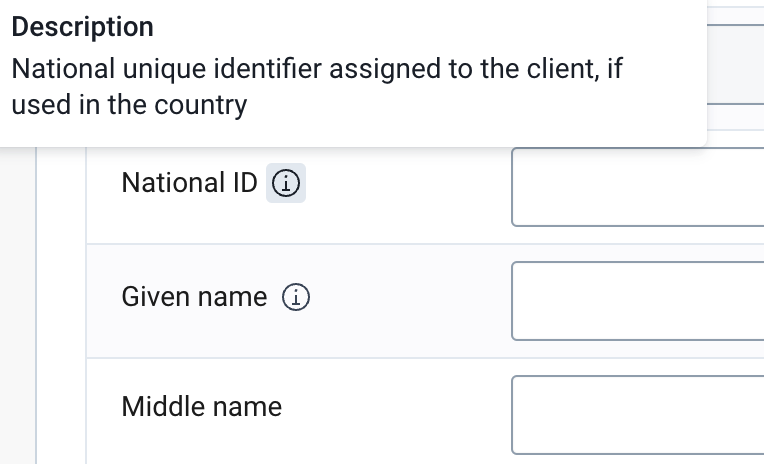 Description
National unique identifier assigned to the client, if
used in the country
National ID
Given name
Middle name